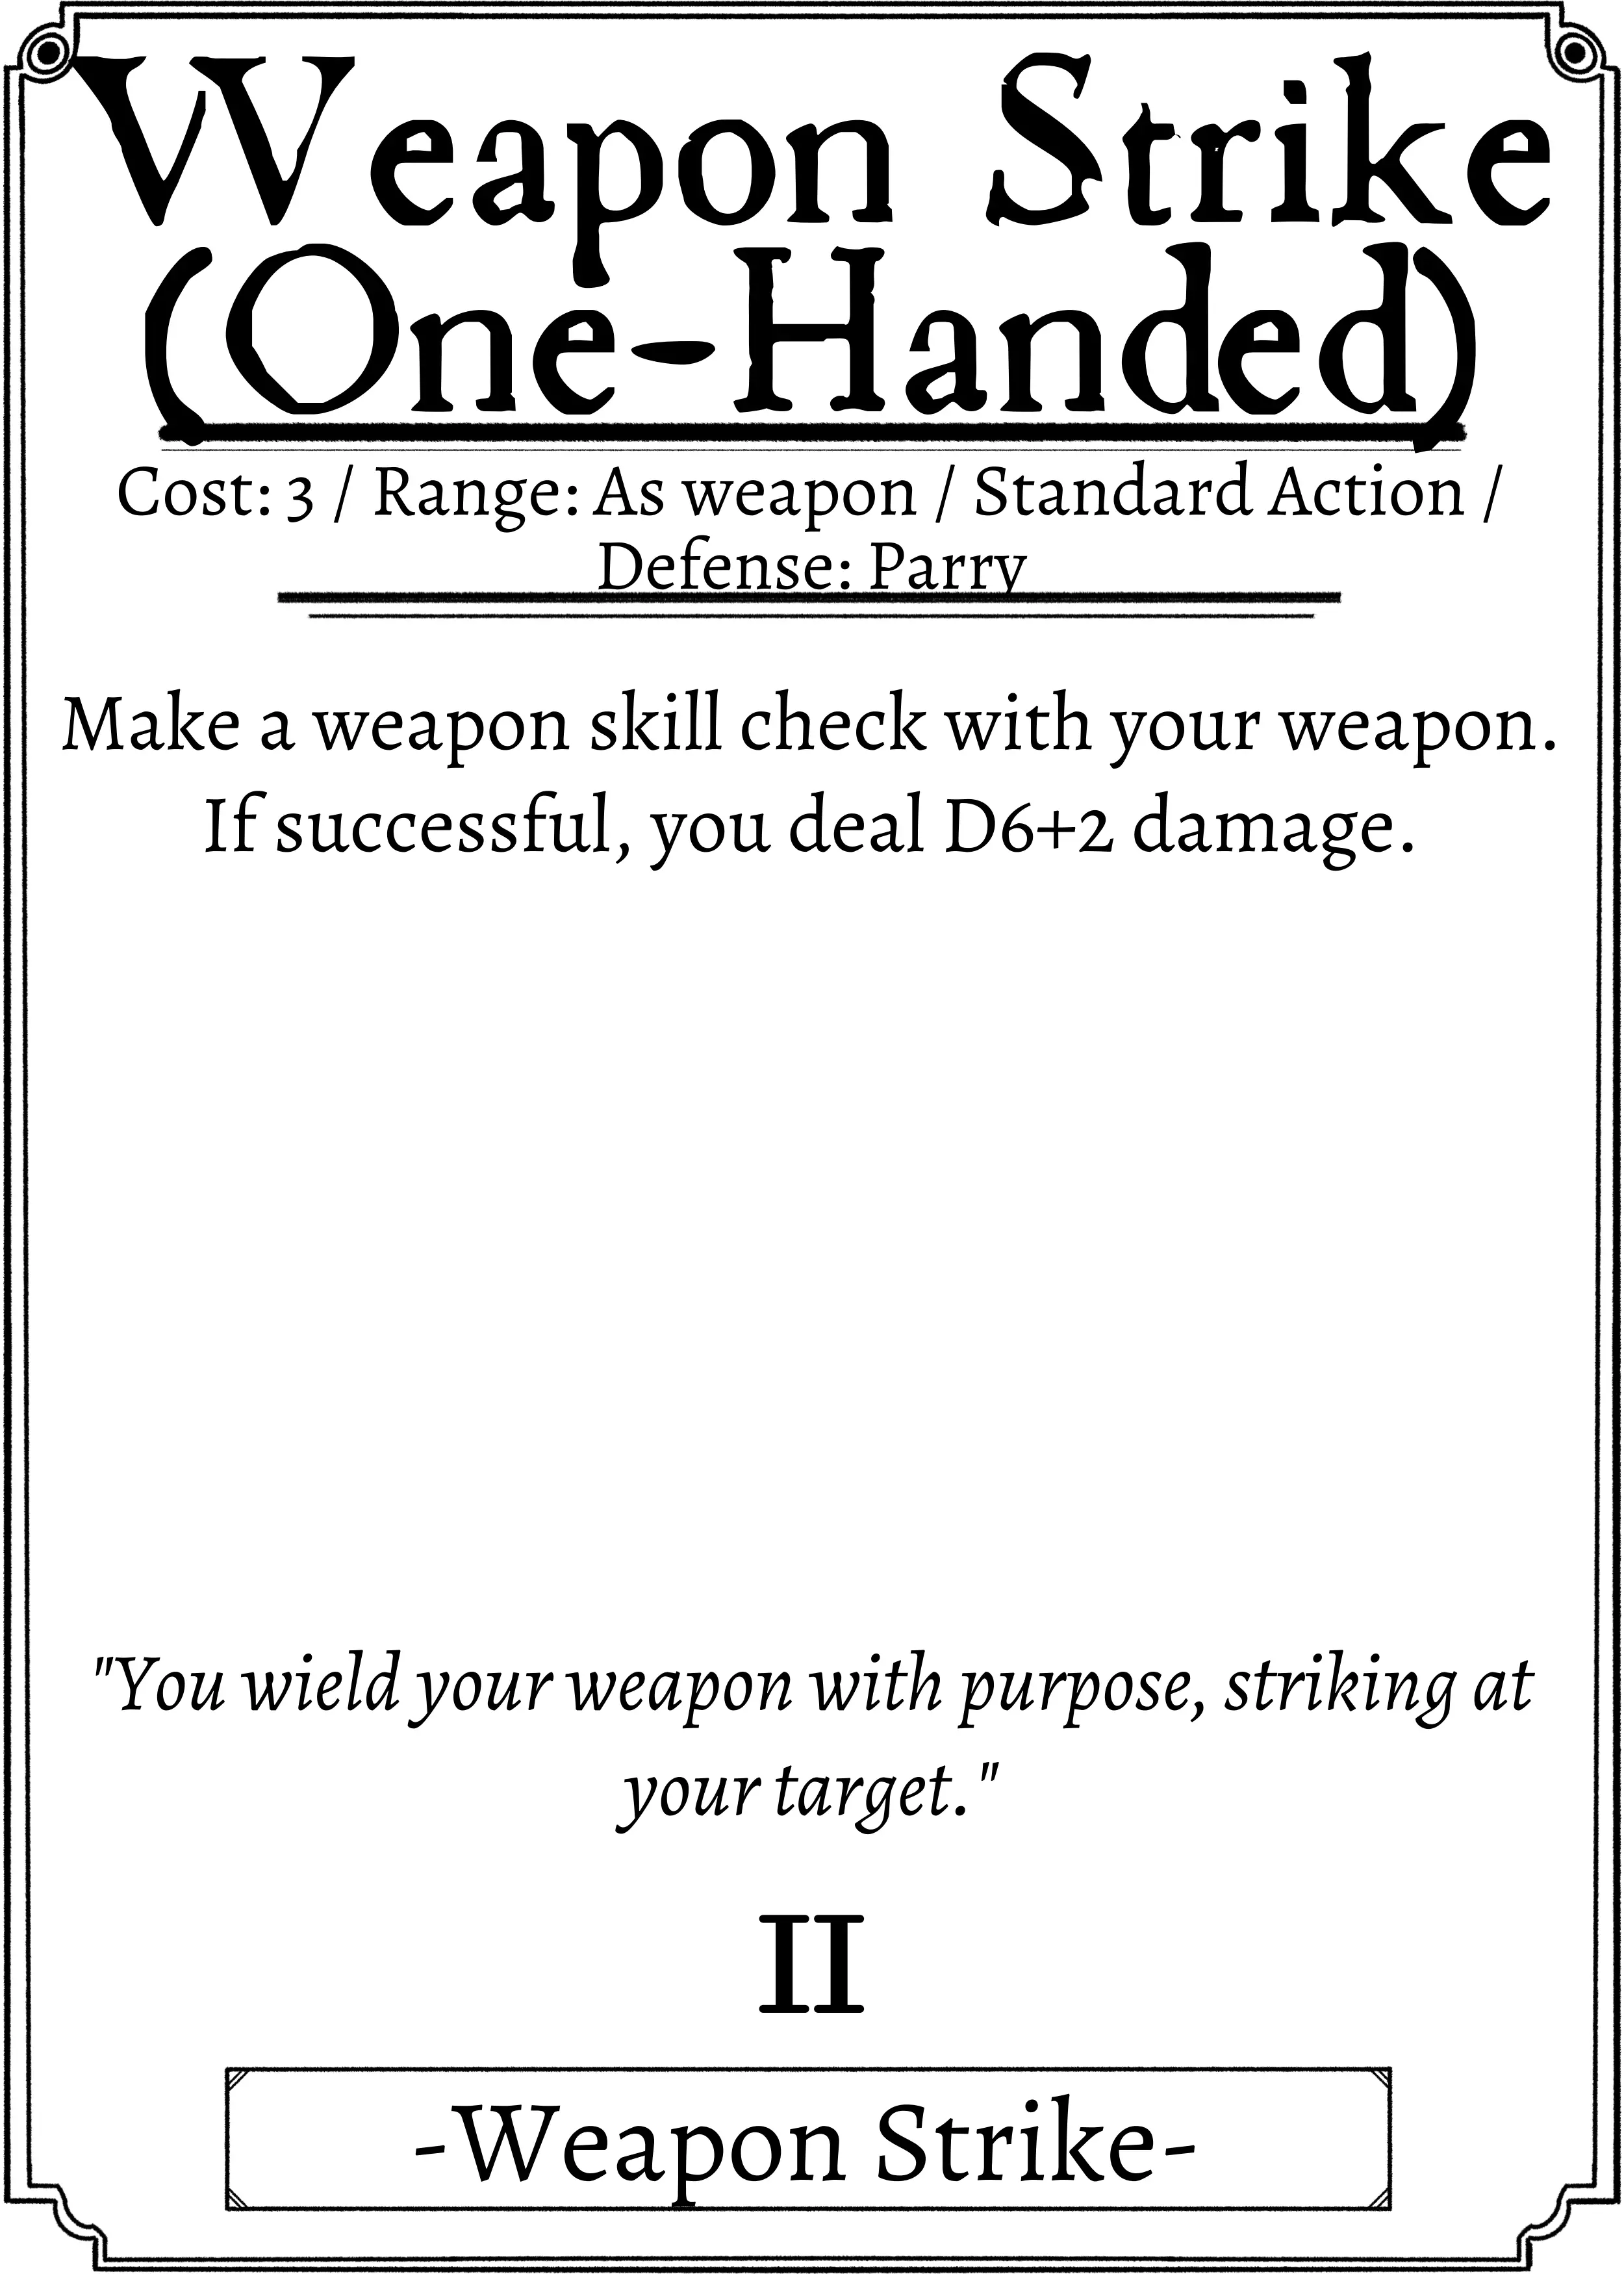 Weapon Strike
(One-Handed)
Cost: 3 / Range: As weapon / Standard Action /
Defense: Parry
Make a weapon skill check with your weapon.
If successful, you deal D6+2 damage.
"You wield your weapon with purpose, striking at
your target."
II
-Weapon Strike-